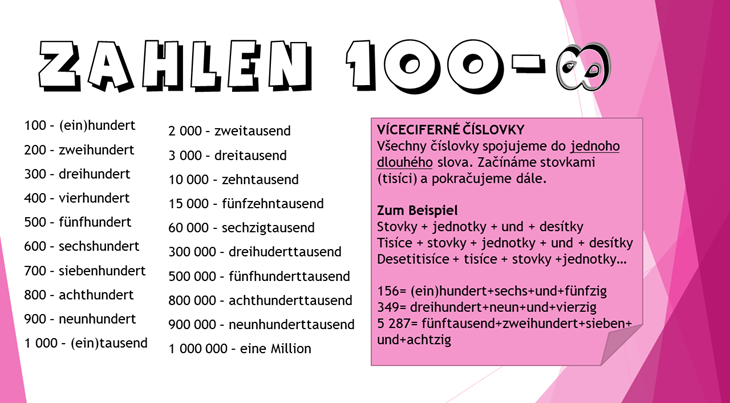 ZAHLEN 100-∞
100 – (ein)hundert
200 – zweihundert
300 – dreihundert
400 – vierhundert
500 – fünfhundert
600 – sechshundert
700 – siebenhundert
800 – achthundert
900 – neunhundert
1 000 – (ein)tausend
2 000 – zweitausend
3 000 – dreitausend
10 000 – zehntausend
15 000 – fünfzehntausend
60 000 – sechzigtausend
300 000 – dreihuderttausend
500 000 – fünfhunderttausend
800 000 – achthunderttausend
900 000 – neunhunderttausend
1 000 000 – eine Million
VÍCECIFERNÉ ČÍSLOVKY
Všechny číslovky spojujeme do jednoho
dlouhého slova. Začínáme stovkami
(tisíci) a pokračujeme dále.
Zum Beispiel
Stovky + jednotky + und + desítky
Tisíce + stovky + jednotky + und + desítky
Desetitisíce + tisíce + stovky +jednotky…
156= (ein)hundert+sechs+und+fünfzig
349= dreihundert+neun+und+vierzig
5 287= fünftausend+zweihundert+sieben+
und+achtzig